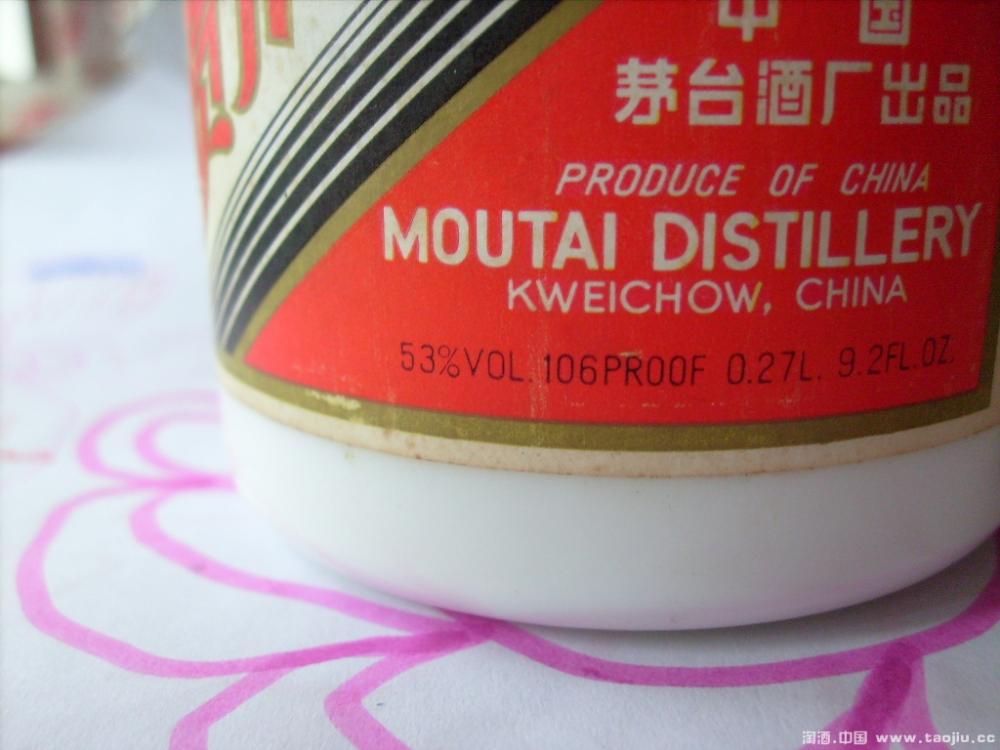 中国
茅台酒厂出品
PRODUCE OF CHINA
MOUTAI DISTILLERY
KWEICHOW, CHINA
53%VOL. 106PROOF 0.27L. 9.2FL.OZ.
淘酒.中国 www.taojiu.cc